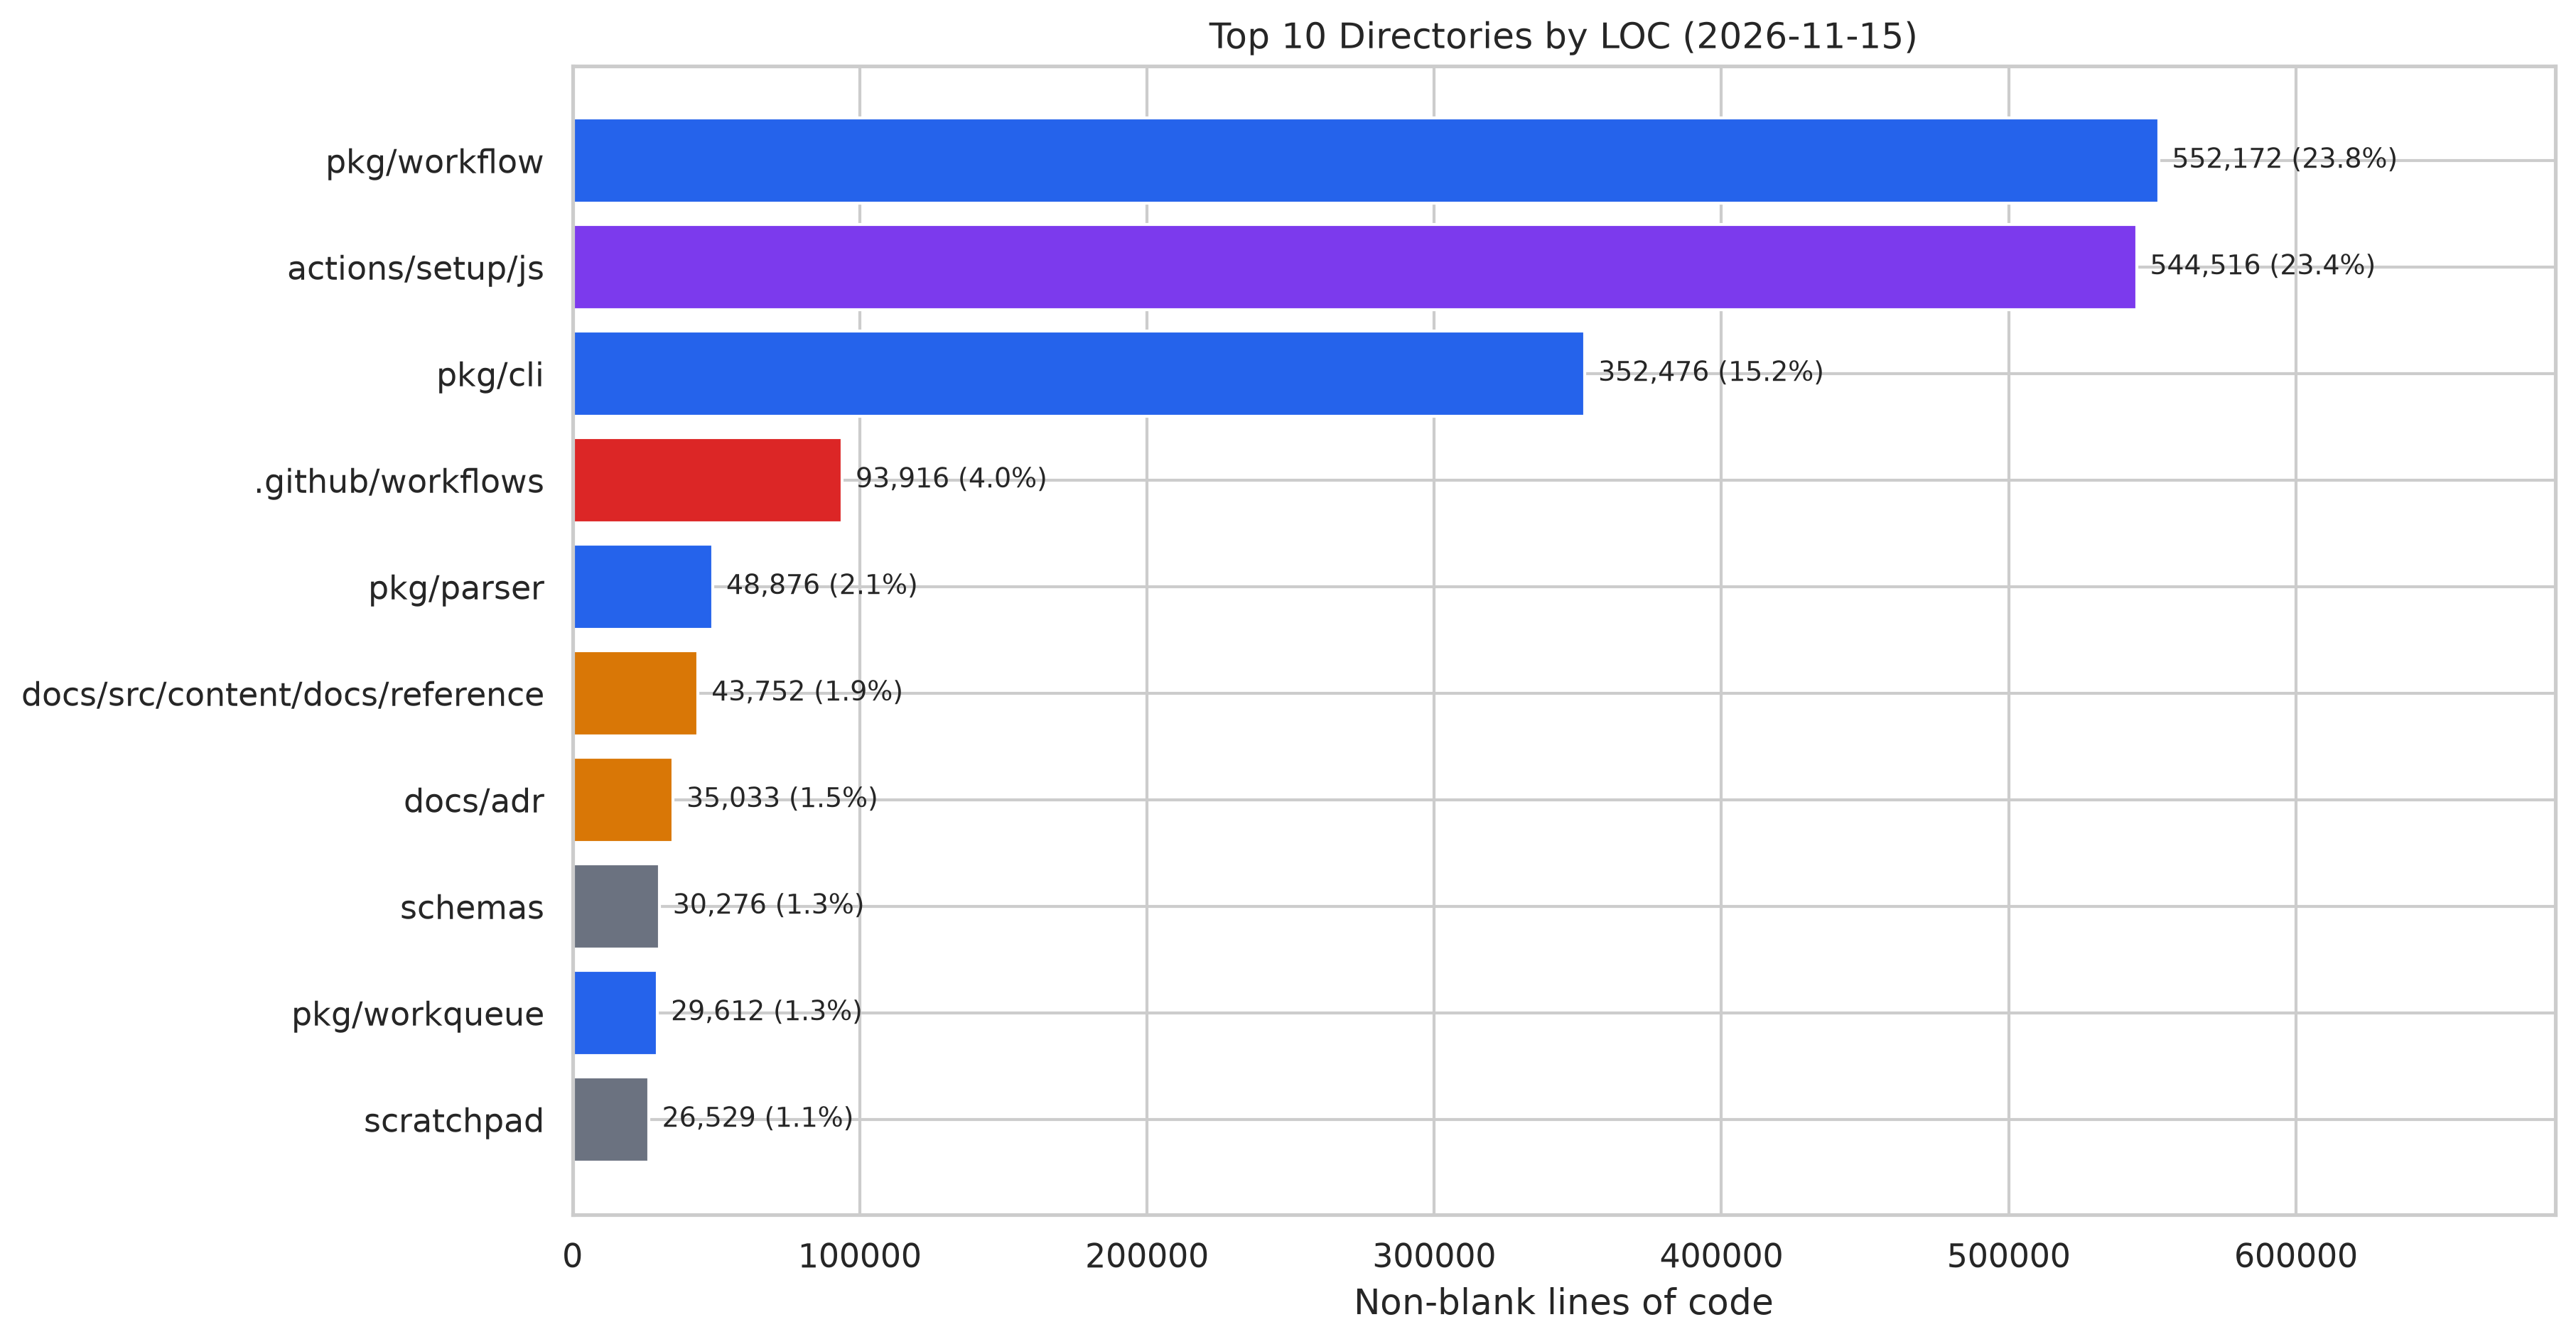 Top 10 Directories by LOC (2026-11-15)
pkg/workflow 552,172 (23.8%)
actions/setup/js 544,516 (23.4%)
pkg/cli 352,476 (15.2%)
.github/workflows 93,916 (4.0%)
pkg/parser 48,876 (2.1%)
docs/src/content/docs/reference 43,752 (1.9%)
docs/adr 35,033 (1.5%)
schemas 30,276 (1.3%)
pkg/workqueue 29,612 (1.3%)
scratchpad 26,529 (1.1%)
0 100000 200000 300000 400000 500000 600000
Non-blank lines of code